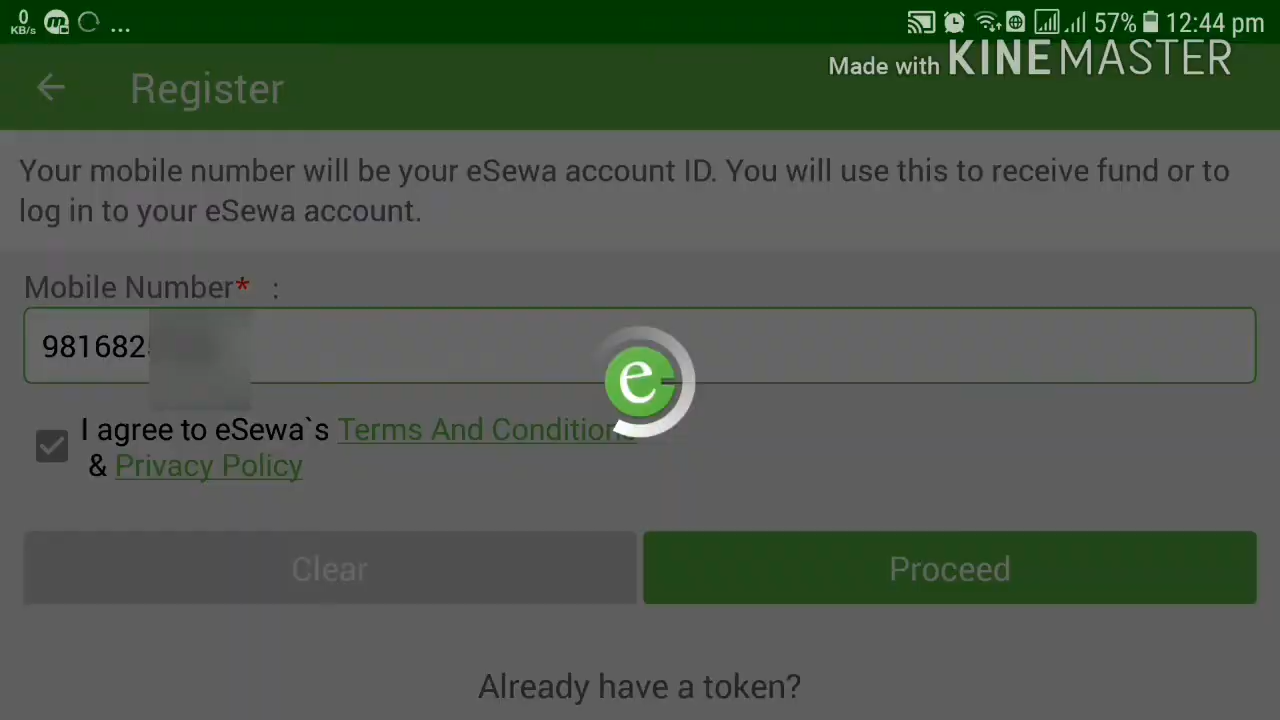 0
KB/s
...
57%
12:44 pm
Made with KINEMASTER
Register
Your mobile number will be your eSewa account ID. You will use this to receive fund or to
log in to your eSewa account.
Mobile Number* :
981682
I agree to eSewa`s Terms And Conditions
& Privacy Policy
e
Clear
Proceed
Already have a token?